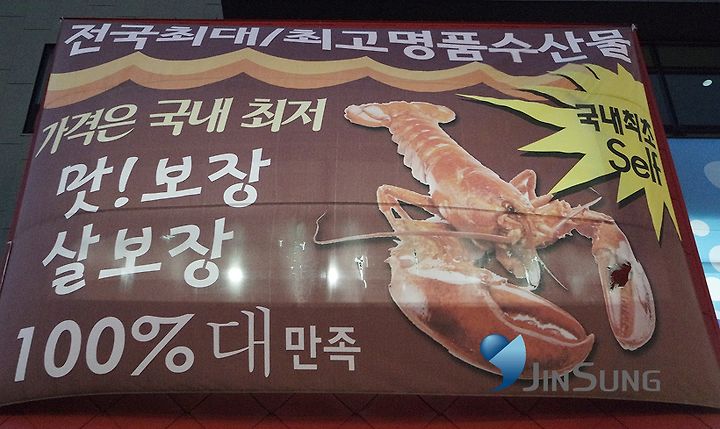 전국최대/최고명품수산물
가격은 국내 최저
국내최초
Self
맛!보장
살보장
100%대만족
JINSUNG